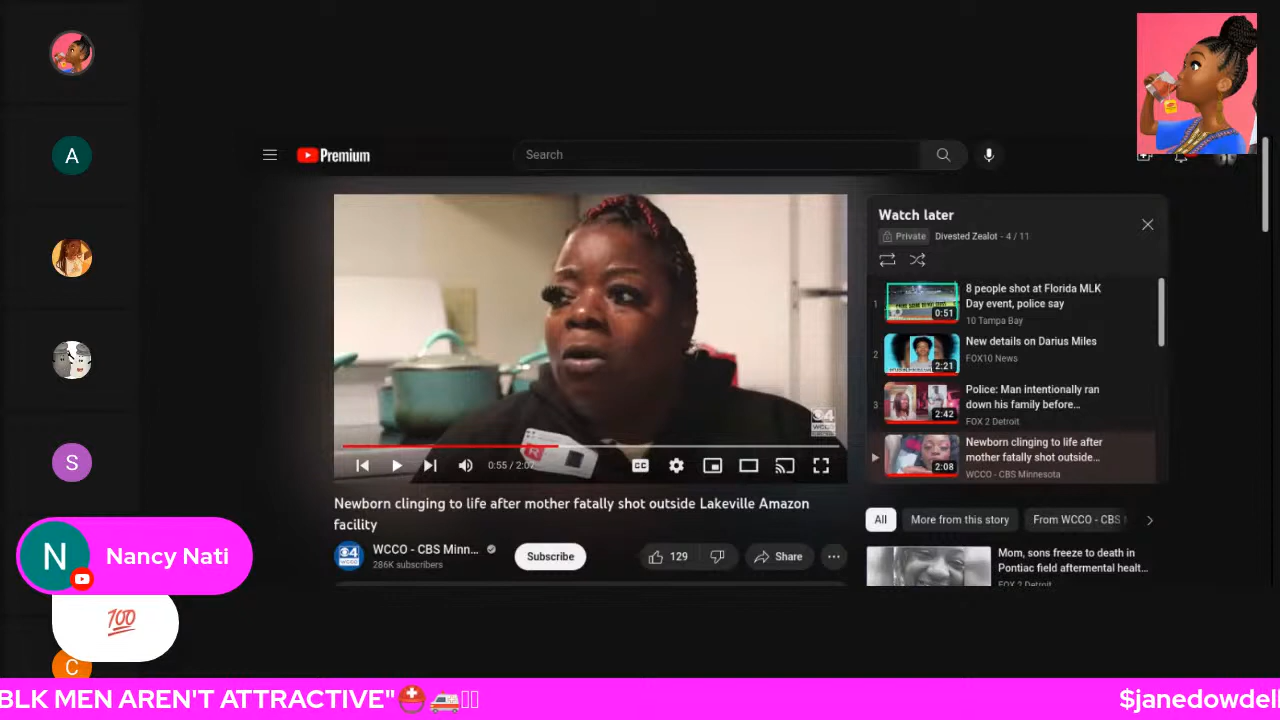 Premium
Search
Watch later
Private Divested Zealot - 4 / 11
1
8 people shot at Florida MLK
Day event, police say
0:51
10 Tampa Bay
2
New details on Darius Miles
2:21
FOX10 News
3
Police: Man intentionally ran
down his family before...
2:42
FOX 2 Detroit
Newborn clinging to life after
mother fatally shot outside...
2:08
WCCO - CBS Minnesota
4
R
CC
0:55 / 2:07
Newborn clinging to life after mother fatally shot outside Lakeville Amazon
facility
WCCO - CBS Minn...
286K subscribers
Subscribe
129
Share
All
More from this story
From WCCO - CBS
Mom, sons freeze to death in
Pontiac field aftermental healt...
FOX 2 Detroit
A
S
N
Nancy Nati
💯
C
BLK MEN AREN'T ATTRACTIVE"
$janedowdell